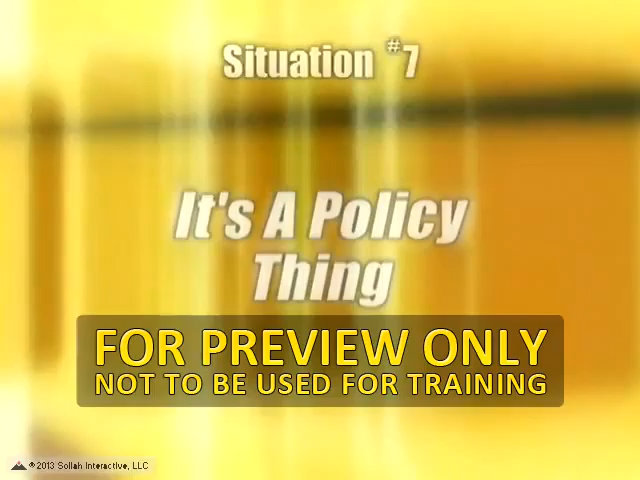 Situation #7
It's A Policy
Thing
FOR PREVIEW ONLY
NOT TO BE USED FOR TRAINING
©2013 Sollah Interactive, LLC